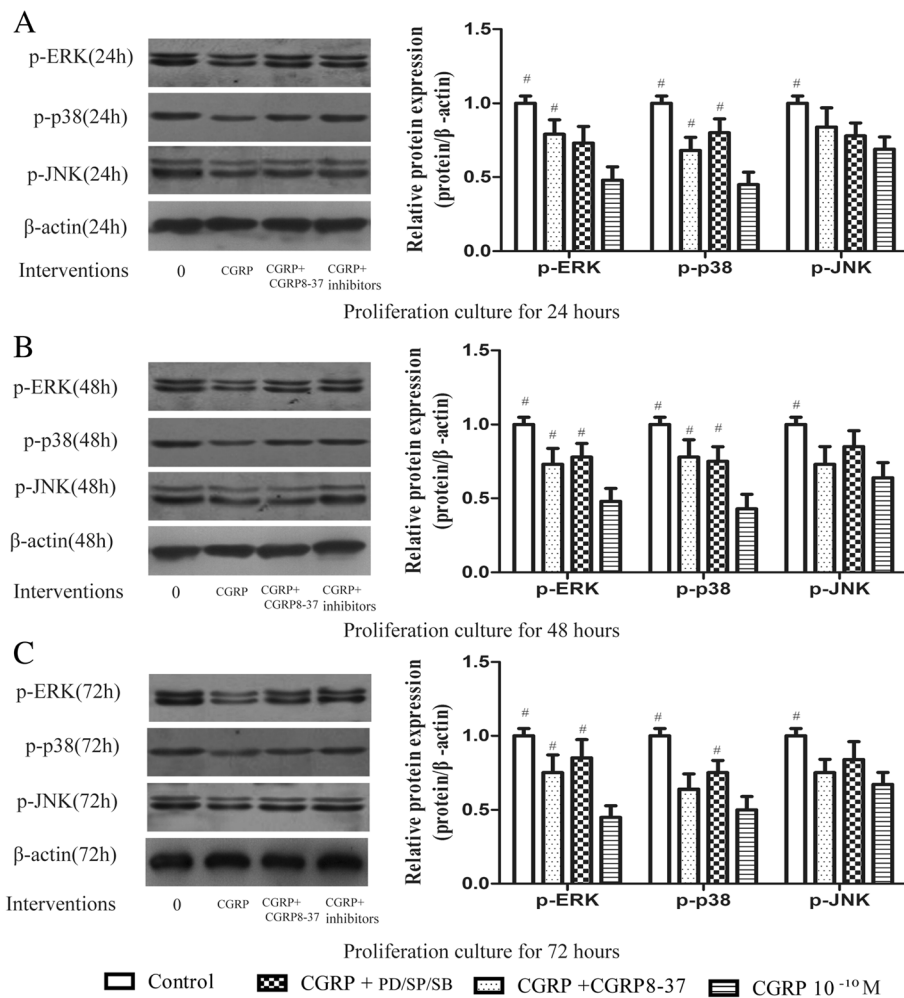 A
p-ERK(24h)
p-p38(24h)
p-JNK(24h)
β-actin(24h)
Interventions 0 CGRP CGRP+ CGRP8-37 CGRP+ inhibitors
Relative protein expression
(protein/β -actin)
1.5
1.0
0.5
0.0
# # # # # #
p-ERK p-p38 p-JNK
Proliferation culture for 24 hours
B
p-ERK(48h)
p-p38(48h)
p-JNK(48h)
β-actin(48h)
Interventions 0 CGRP CGRP+ CGRP8-37 CGRP+ inhibitors
Relative protein expression
(protein/β -actin)
1.5
1.0
0.5
0.0
# # # # # # #
p-ERK p-p38 p-JNK
Proliferation culture for 48 hours
C
p-ERK(72h)
p-p38(72h)
p-JNK(72h)
β-actin(72h)
Interventions 0 CGRP CGRP+ CGRP8-37 CGRP+ inhibitors
Relative protein expression
(protein/β -actin)
1.5
1.0
0.5
0.0
# # # # # #
p-ERK p-p38 p-JNK
Proliferation culture for 72 hours
Control CGRP + PD/SP/SB CGRP +CGRP8-37 CGRP 10⁻¹⁰M